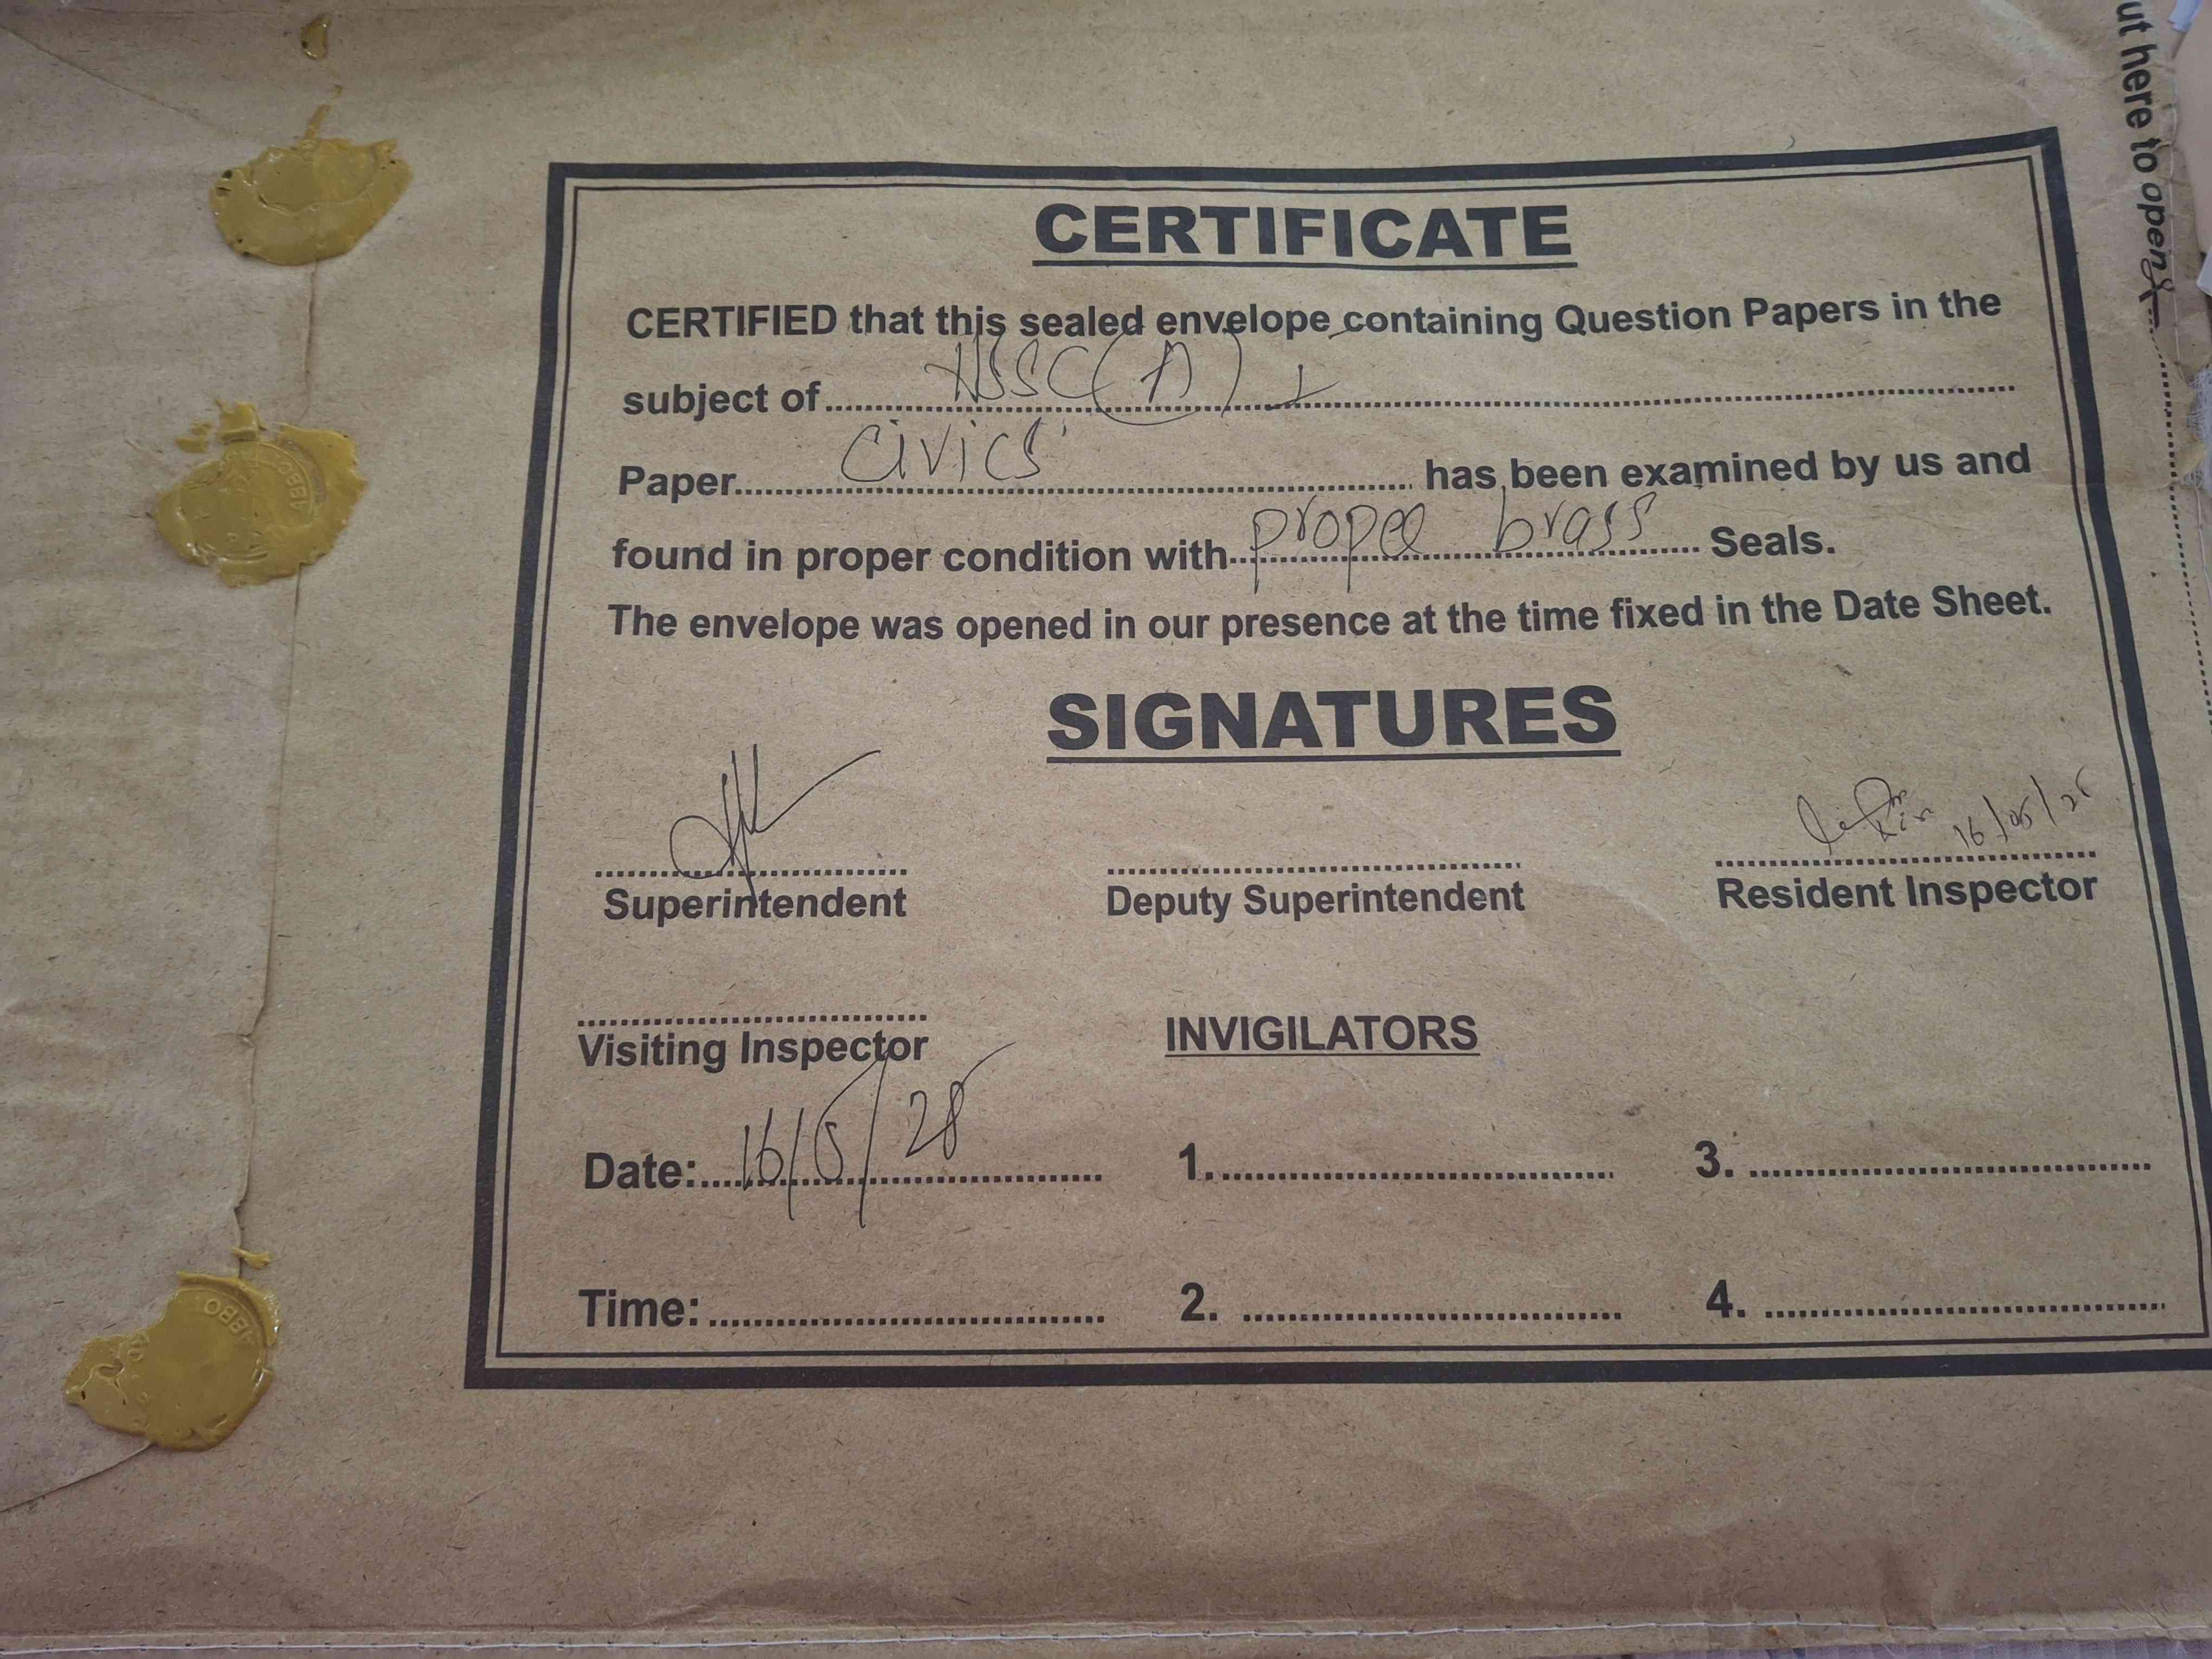 ut here to open
CERTIFICATE
CERTIFIED that this sealed envelope containing Question Papers in the
subject of HSSC (A) I
Paper Civics has been examined by us and
found in proper condition with brass Seals.
The envelope was opened in our presence at the time fixed in the Date Sheet.
SIGNATURES
Superintendent
Deputy Superintendent
16/05/25
Resident Inspector
Visiting Inspector
INVIGILATORS
Date: 16/5/25
1.
3.
Time:
2.
4.
ABBO
ABBO